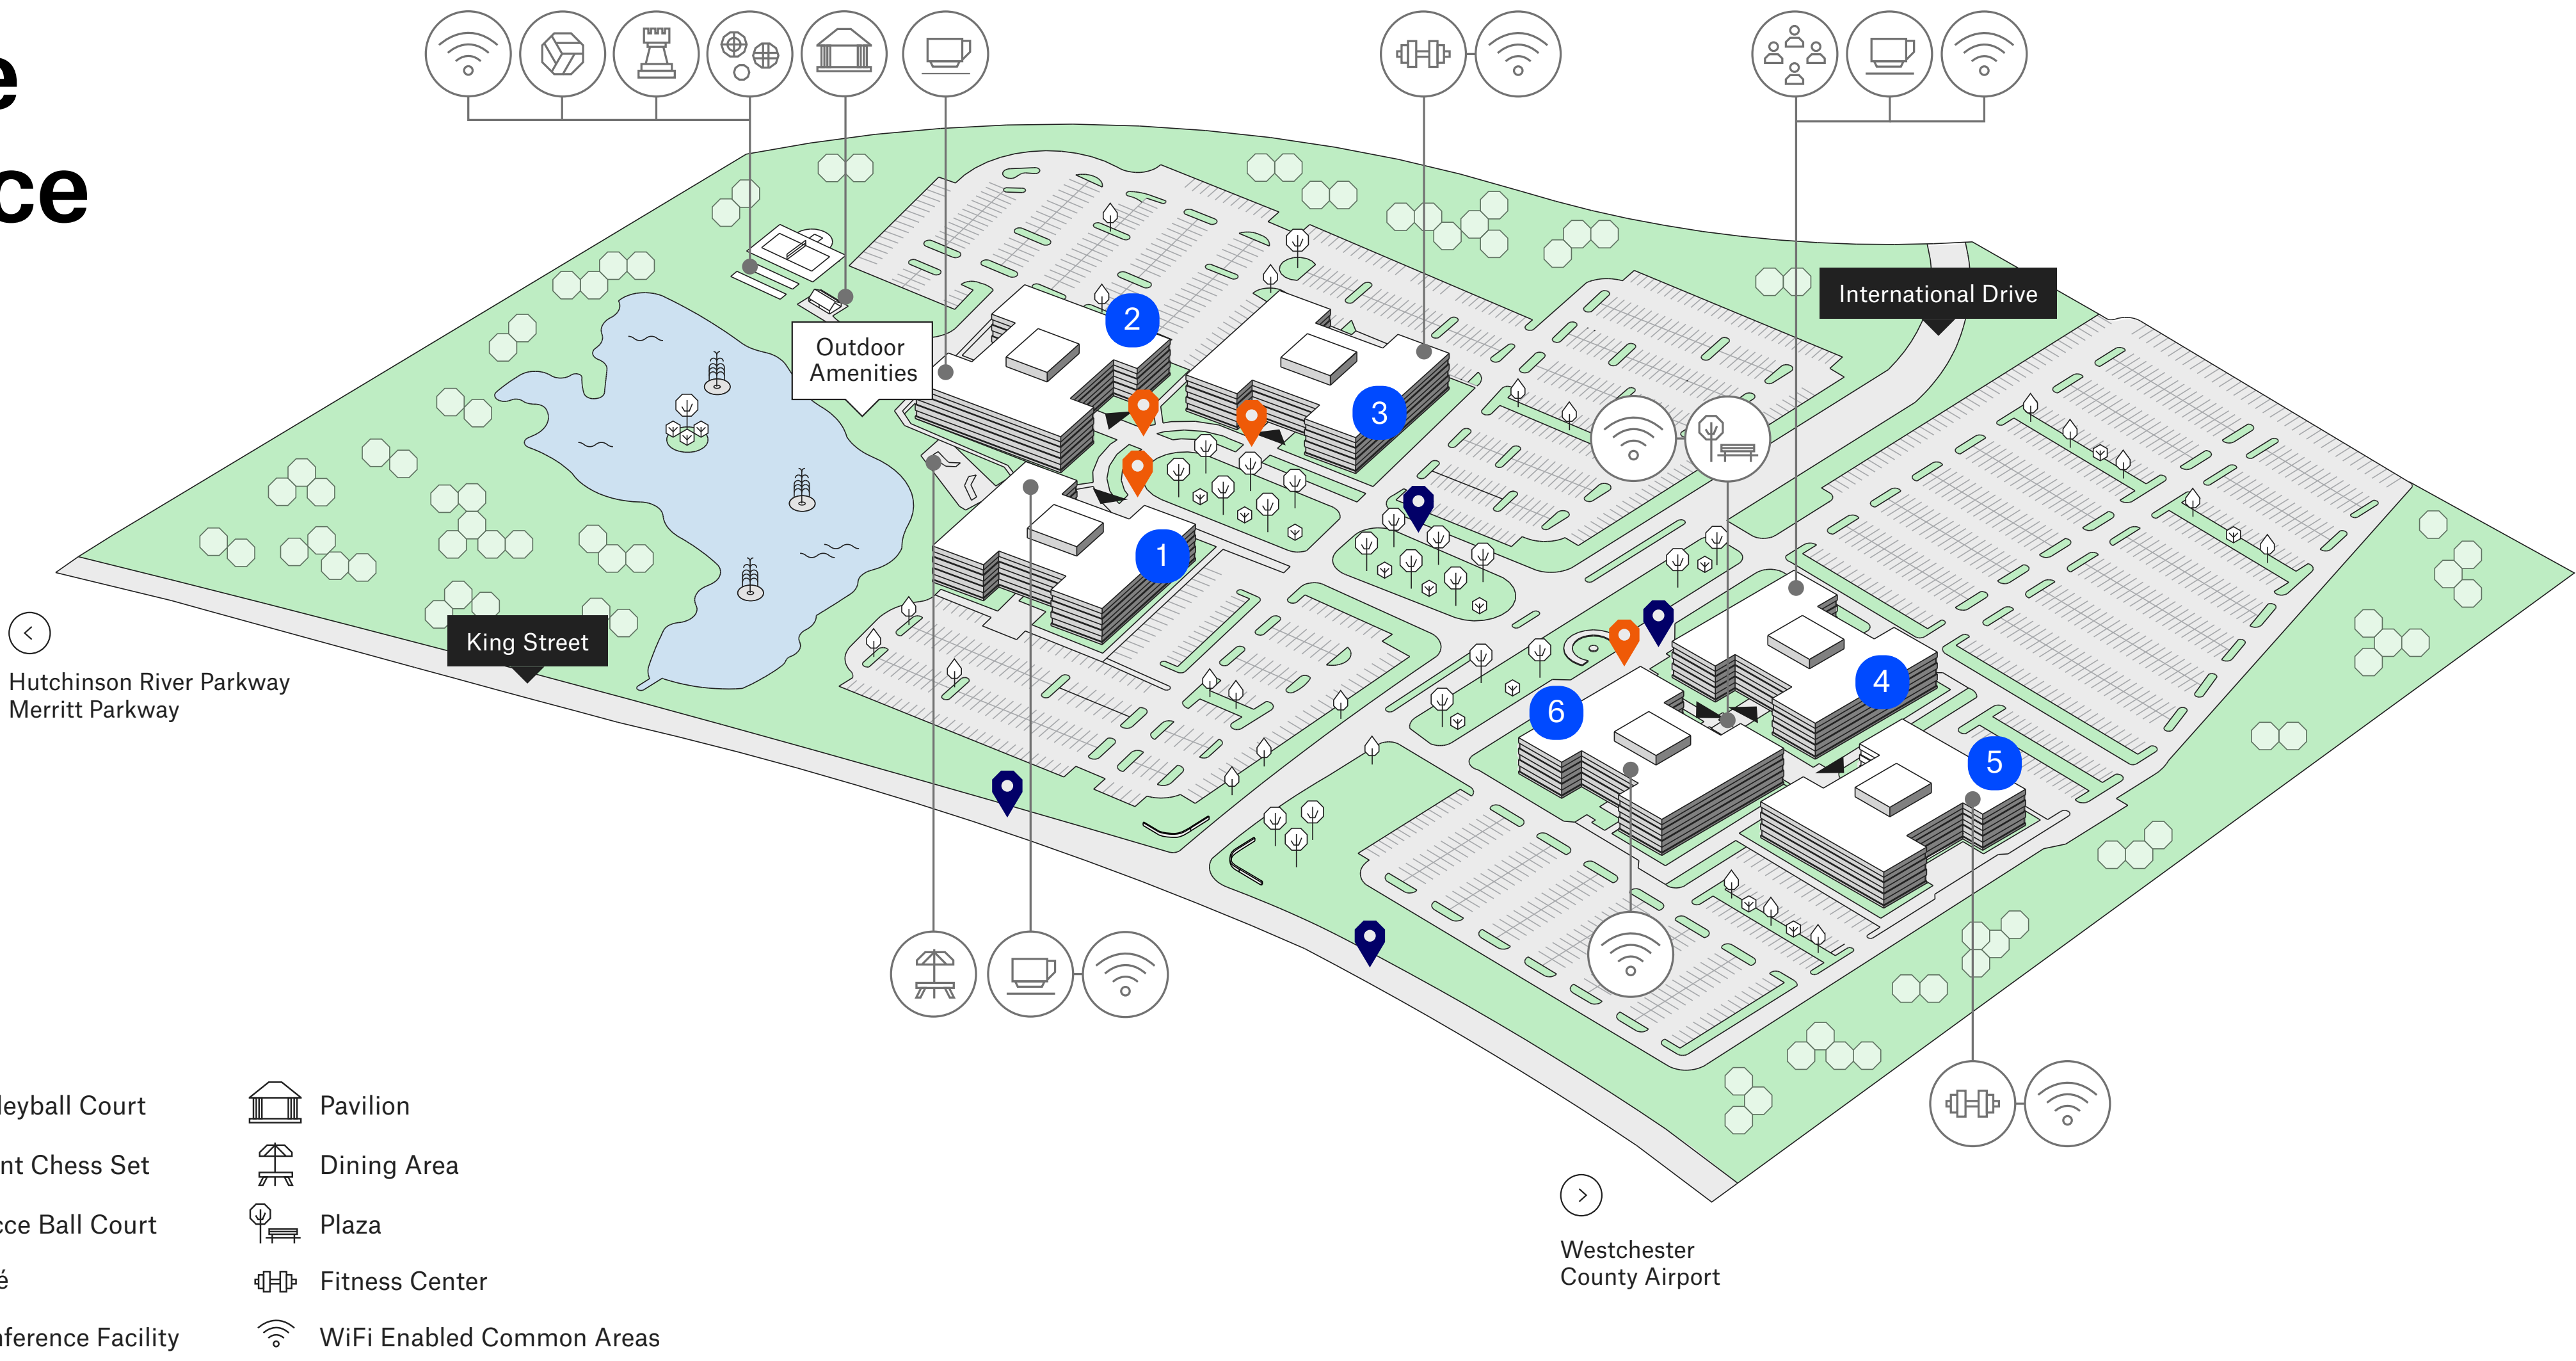 e
ce
International Drive
Outdoor
Amenities
2
3
1
King Street
4
6
5
Hutchinson River Parkway
Merritt Parkway
leyball Court
Pavilion
nt Chess Set
Dining Area
cce Ball Court
Plaza
é
Fitness Center
nference Facility
WiFi Enabled Common Areas
Westchester
County Airport